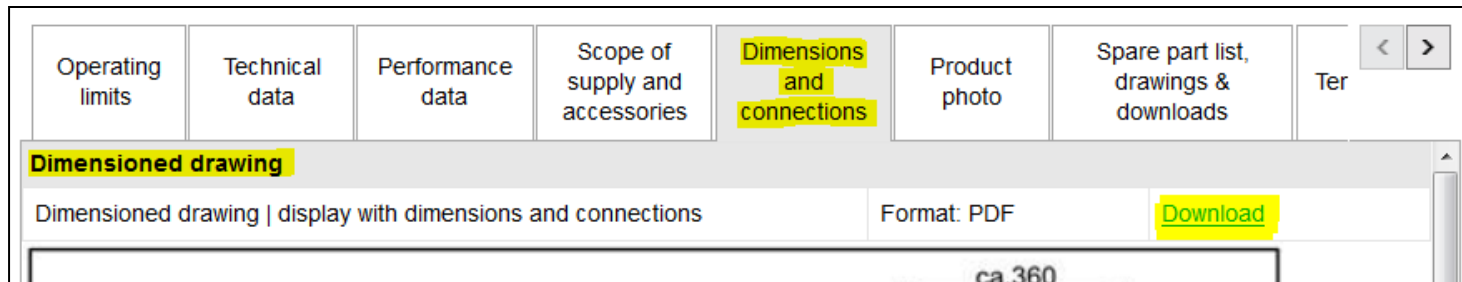 Operating
limits
Technical
data
Performance
data
Scope of
supply and
accessories
Dimensions
and
connections
Product
photo
Spare part list,
drawings &
downloads
Ter
< >
Dimensioned drawing
Dimensioned drawing | display with dimensions and connections Format: PDF Download
ca 360